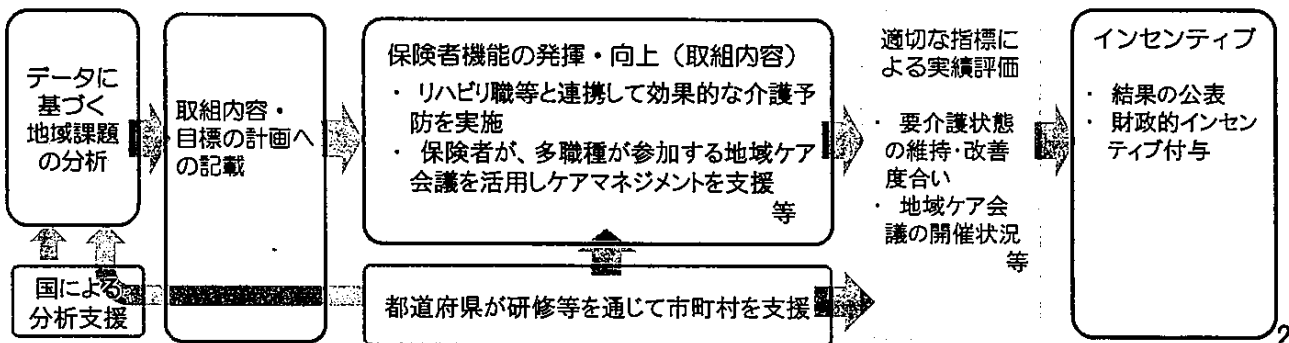 データに
基づく
地域課題
の分析
国による
分析支援
取組内容・
目標の計画へ
の記載
保険者機能の発揮・向上（取組内容）
・ リハビリ職等と連携して効果的な介護予
防を実施
・ 保険者が、多職種が参加する地域ケア
会議を活用しケアマネジメントを支援
等
都道府県が研修等を通じて市町村を支援
適切な指標に
よる実績評価
・ 要介護状態
の維持・改善
度合い
・ 地域ケア会
議の開催状況
等
インセンティブ
・ 結果の公表
・ 財政的インセン
ティブ付与
2